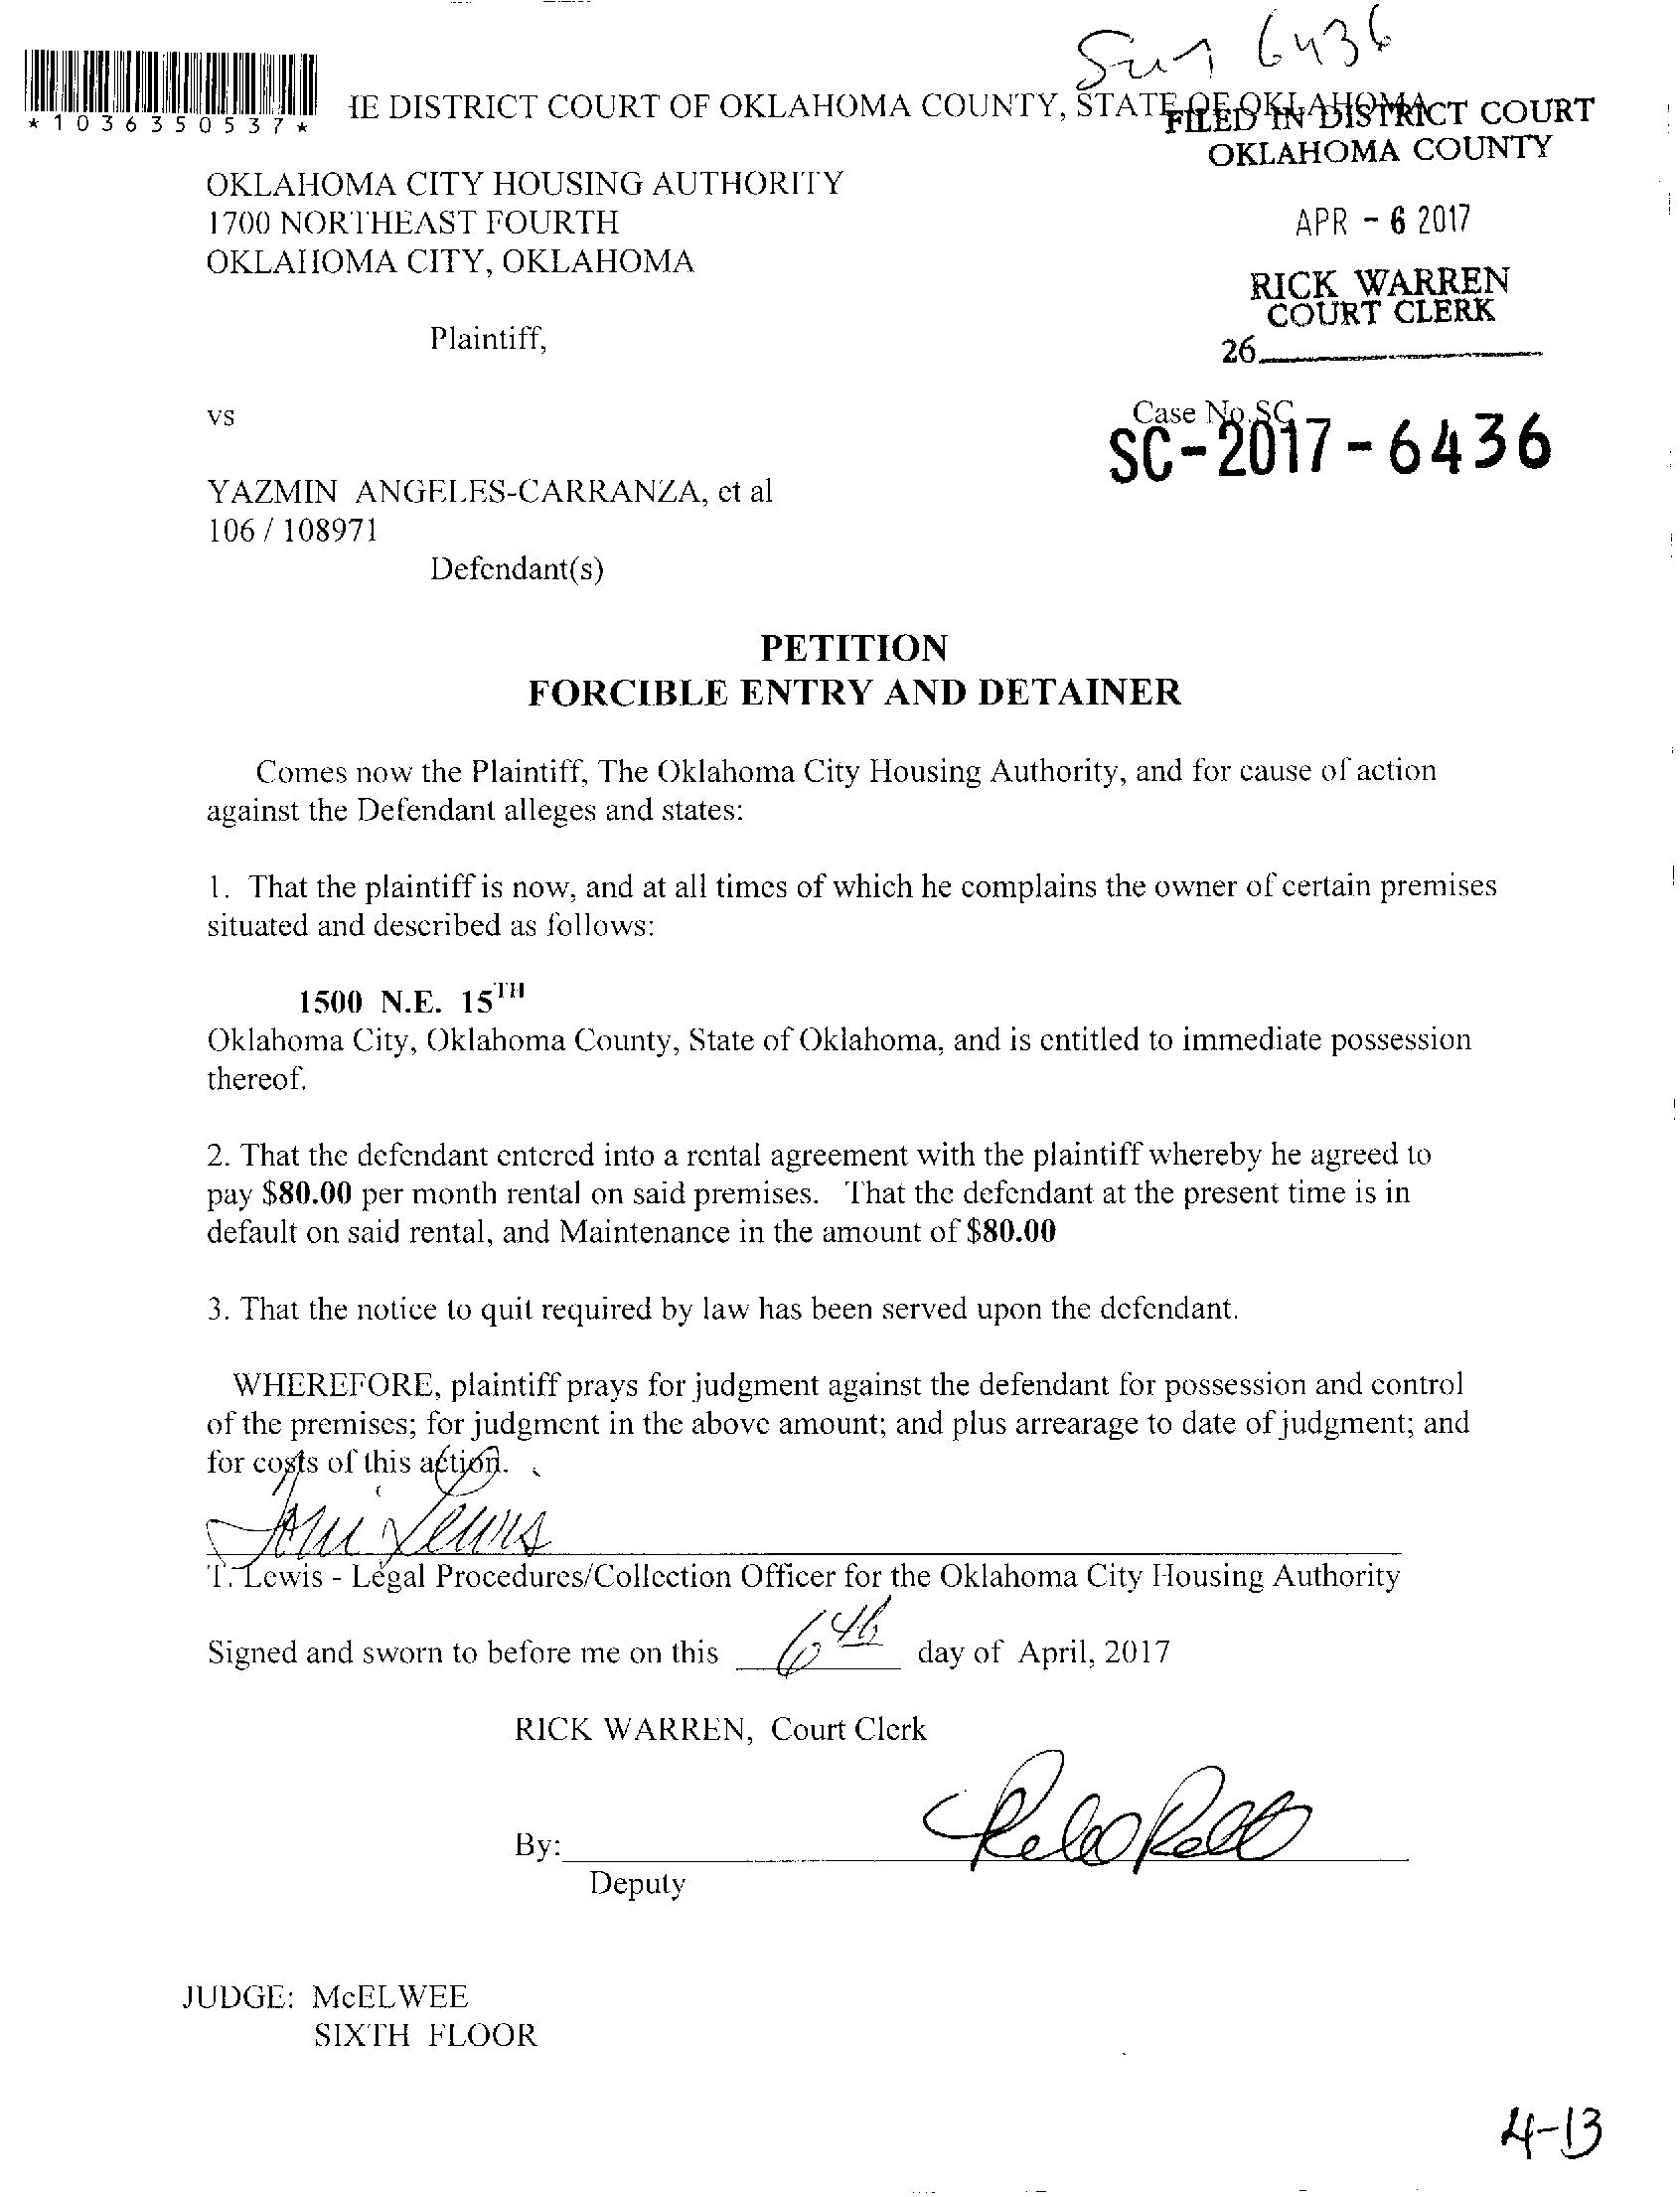 6436
*1036350537*
IE DISTRICT COURT OF OKLAHOMA COUNTY, STATE OF OKLAHOMA
FILED IN DISTRICT COURT
OKLAHOMA COUNTY
OKLAHOMA CITY HOUSING AUTHORITY
1700 NORTHEAST FOURTH
OKLAHOMA CITY, OKLAHOMA
APR - 6 2017
RICK WARREN
COURT CLERK
26
Plaintiff,
vs
Case No. SC
SC-2017-6436
YAZMIN ANGELES-CARRANZA, et al
106 / 108971
Defendant(s)
PETITION
FORCIBLE ENTRY AND DETAINER
Comes now the Plaintiff, The Oklahoma City Housing Authority, and for cause of action
against the Defendant alleges and states:
1. That the plaintiff is now, and at all times of which he complains the owner of certain premises
situated and described as follows:
1500 N.E. 15TH
Oklahoma City, Oklahoma County, State of Oklahoma, and is entitled to immediate possession
thereof.
2. That the defendant entered into a rental agreement with the plaintiff whereby he agreed to
pay $80.00 per month rental on said premises. That the defendant at the present time is in
default on said rental, and Maintenance in the amount of $80.00
3. That the notice to quit required by law has been served upon the defendant.
WHEREFORE, plaintiff prays for judgment against the defendant for possession and control
of the premises; for judgment in the above amount; and plus arrearage to date of judgment; and
for costs of this action.
Toni Lewis
T. Lewis - Legal Procedures/Collection Officer for the Oklahoma City Housing Authority
Signed and sworn to before me on this 6th day of April, 2017
RICK WARREN, Court Clerk
By:
Deputy
JUDGE: McELWEE
SIXTH FLOOR
4-13